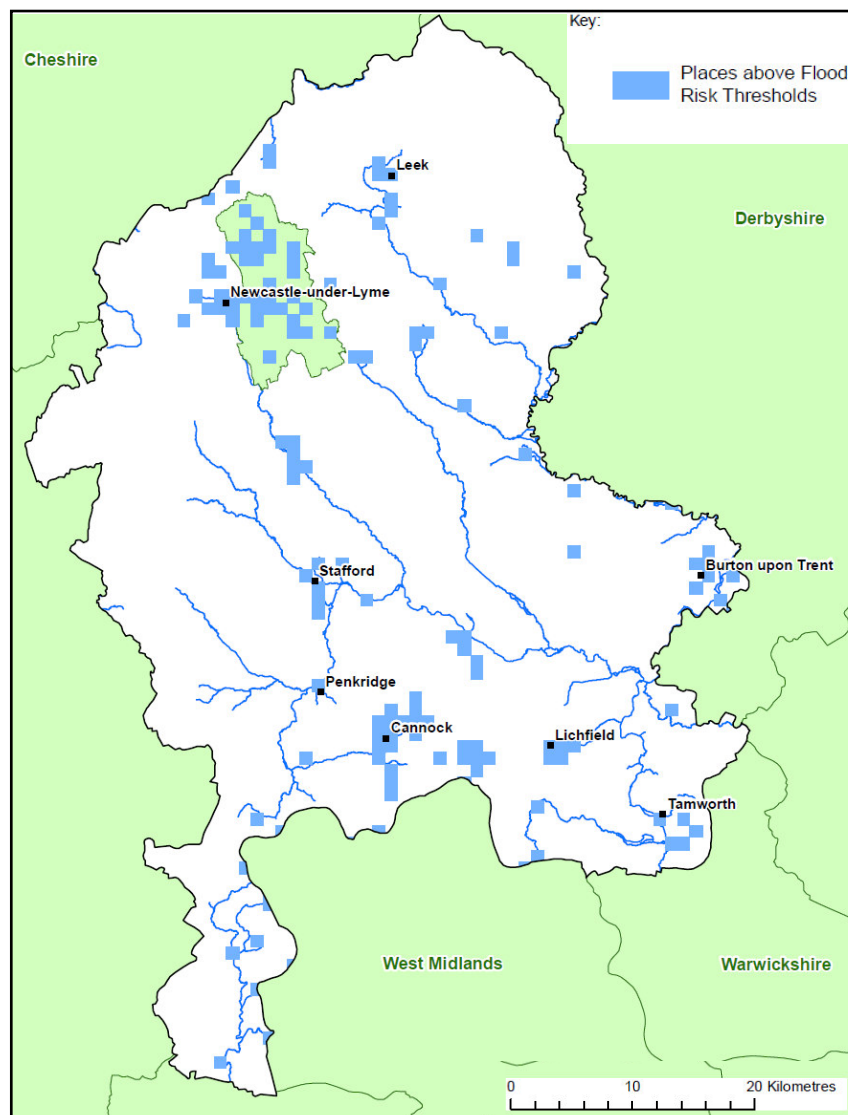 Key:
Places above Flood
Risk Thresholds
Cheshire
Leek
Derbyshire
Newcastle-under-Lyme
Stafford
Burton upon Trent
Penkridge
Cannock
Lichfield
Tamworth
West Midlands
Warwickshire
0 10 20 Kilometres